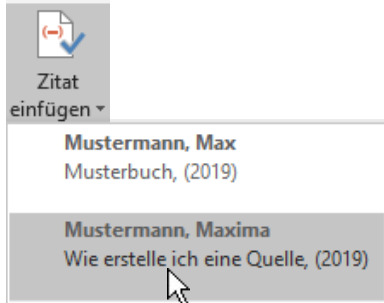 Zitat
einfügen
Mustermann, Max
Musterbuch, (2019)
Mustermann, Maxima
Wie erstelle ich eine Quelle, (2019)